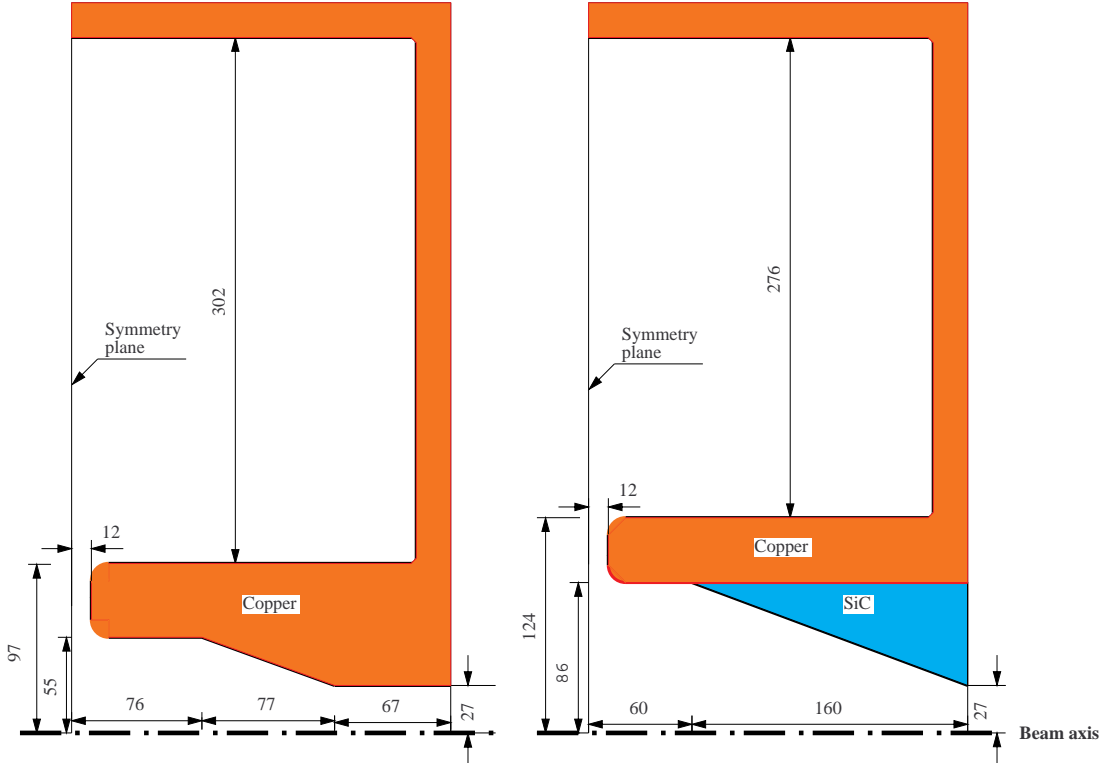 302
Symmetry
plane
12
Copper
97
55
76
77
67
27
276
Symmetry
plane
12
Copper
SiC
124
86
60
160
27
Beam axis